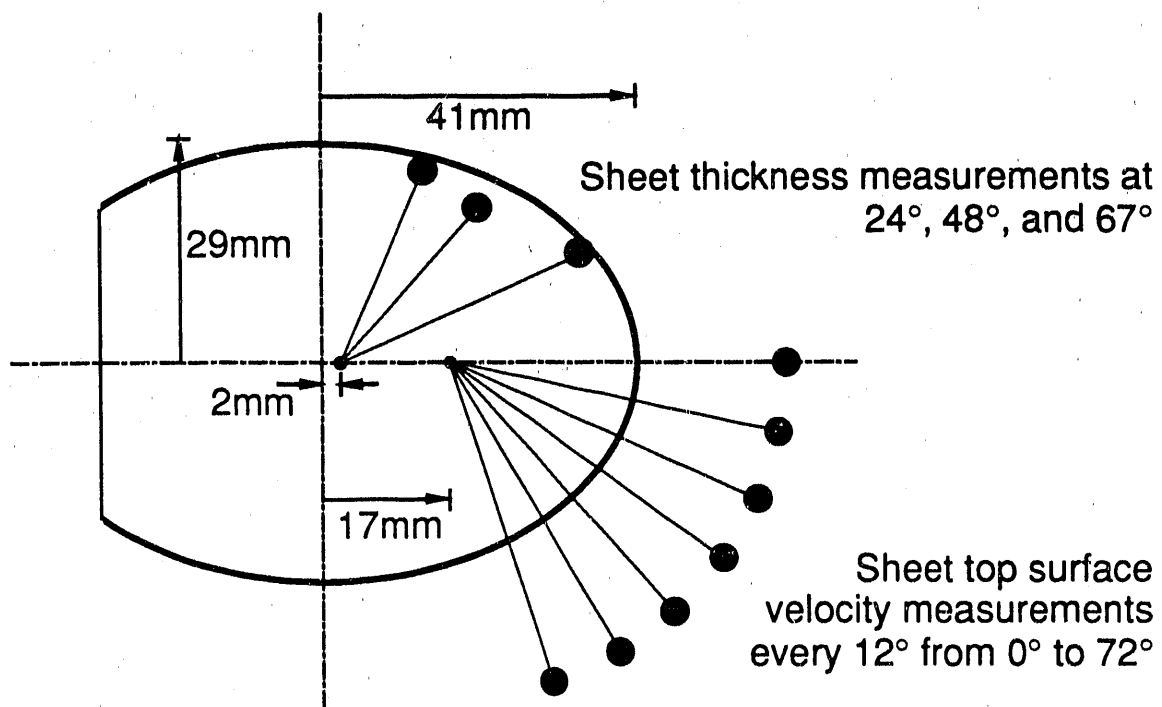 41mm
Sheet thickness measurements at
24°, 48°, and 67°
29mm
2mm
17mm
Sheet top surface
velocity measurements
every 12° from 0° to 72°